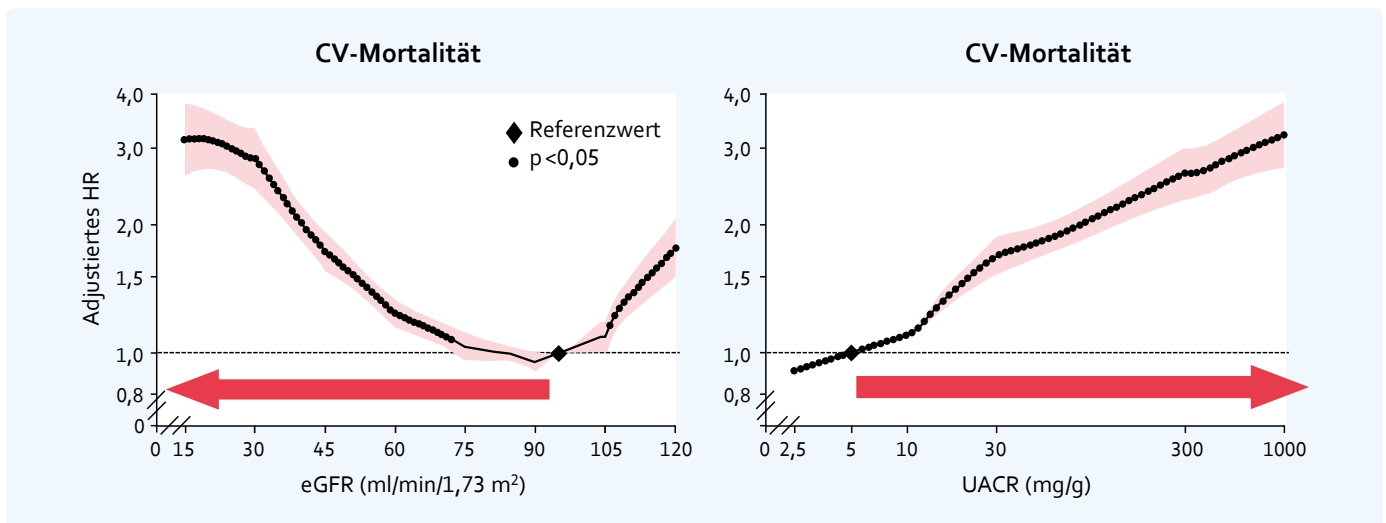 CV-Mortalität
Adjustiertes HR
4,0
3,0
2,0
1,5
1,0
0,8
0
Referenzwert
p<0,05
0 15 30 45 60 75 90 105 120
eGFR (ml/min/1,73 m²)
CV-Mortalität
4,0
3,0
2,0
1,5
1,0
0,8
0
0 2,5 5 10 30 300 1000
UACR (mg/g)